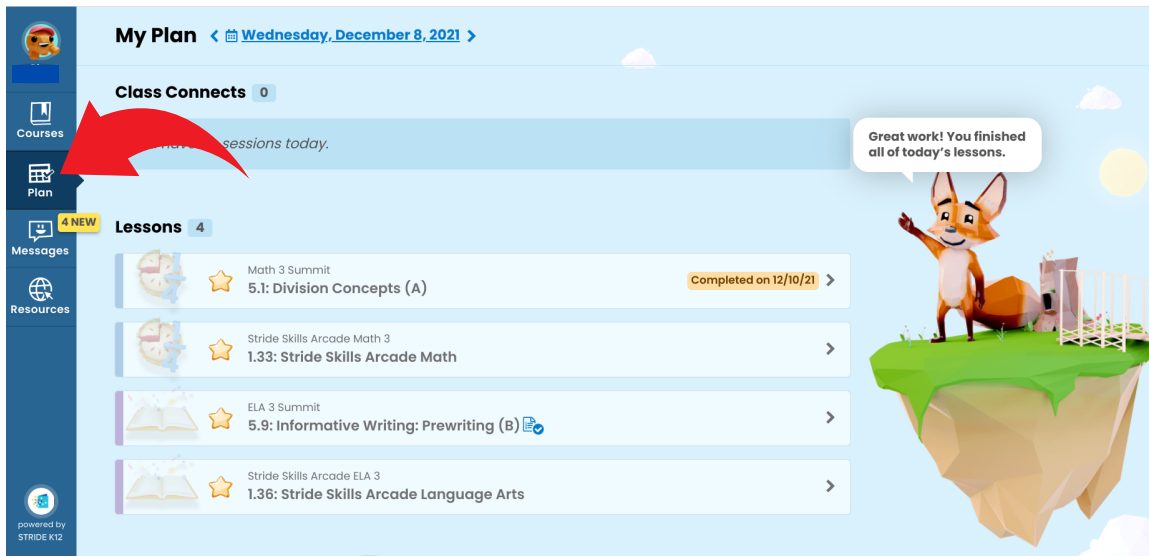 My Plan
Wednesday, December 8, 2021
Courses
Plan
4 NEW
Messages
Resources
powered by
STRIDE K12
Class Connects 0
sessions today.
Great work! You finished
all of today's lessons.
Lessons 4
Math 3 Summit
5.1: Division Concepts (A)
Completed on 12/10/21
Stride Skills Arcade Math 3
1.33: Stride Skills Arcade Math
ELA 3 Summit
5.9: Informative Writing: Prewriting (B)
Stride Skills Arcade ELA 3
1.36: Stride Skills Arcade Language Arts